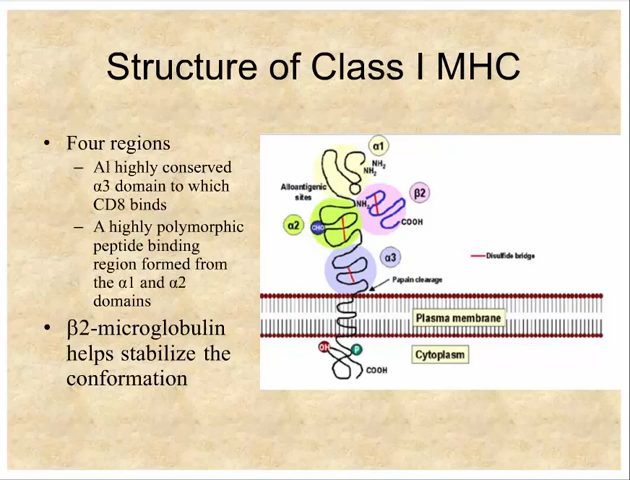 Structure of Class I MHC
• Four regions
– Al highly conserved
α3 domain to which
CD8 binds
– A highly polymorphic
peptide binding
region formed from
the α1 and α2
domains
• β2-microglobulin
helps stabilize the
conformation
α1
NH2
NH2
Alloantigenic
sites
β2
NH2
COOH
α2
CHO
α3
Disulfide bridge
Papain cleavage
Plasma membrane
OH
P
Cytoplasm
COOH